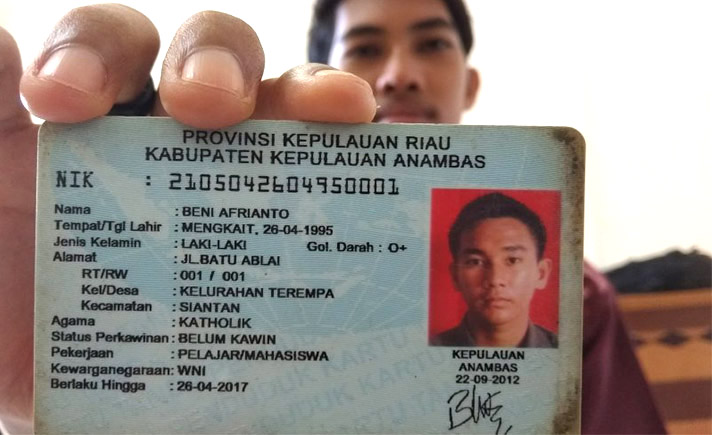 PROVINSI KEPULAUAN RIAU
KABUPATEN KEPULAUAN ANAMBAS
NIK : 2105042604950001
Nama : BENI AFRIANTO
Tempat/Tgl Lahir : MENGKAIT, 26-04-1995
Jenis Kelamin : LAKI-LAKI Gol. Darah : O+
Alamat : JL.BATU ABLAI
RT/RW : 001 / 001
Kel/Desa : KELURAHAN TEREMPA
Kecamatan : SIANTAN
Agama : KATHOLIK
Status Perkawinan: BELUM KAWIN
Pekerjaan : PELAJAR/MAHASISWA
Kewarganegaraan: WNI
Berlaku Hingga : 26-04-2017
KEPULAUAN
ANAMBAS
22-09-2012